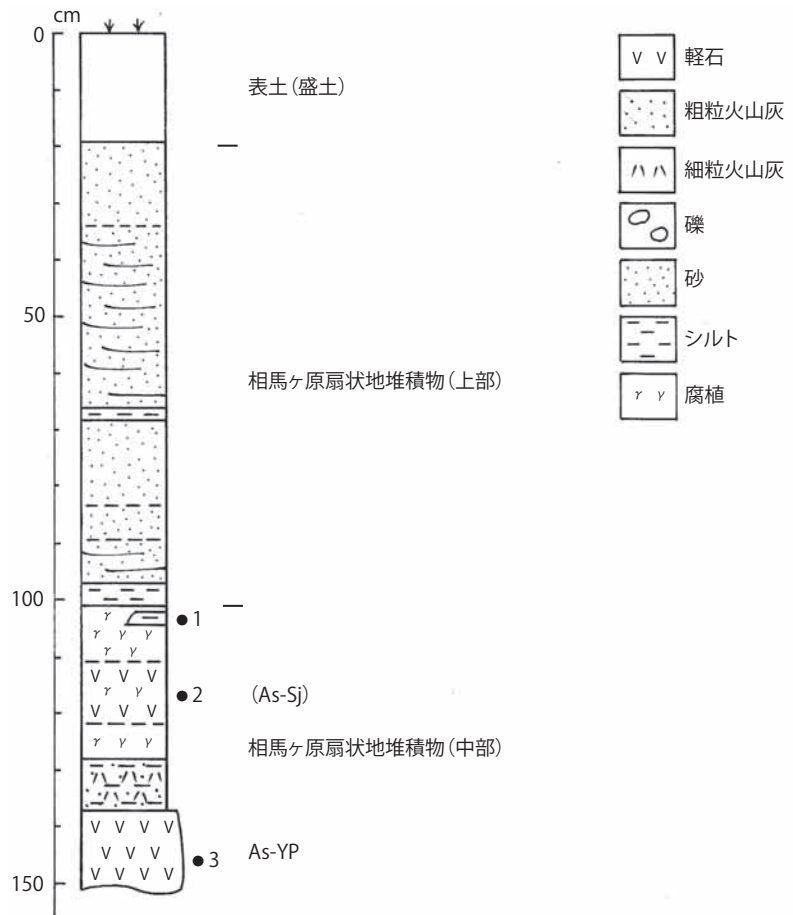 cm
0
50
100
150
表土(盛土)
相馬ヶ原扇状地堆積物(上部)
● 1
● 2
(As-Sj)
相馬ヶ原扇状地堆積物(中部)
● 3
As-YP
軽石
粗粒火山灰
細粒火山灰
礫
砂
シルト
腐植